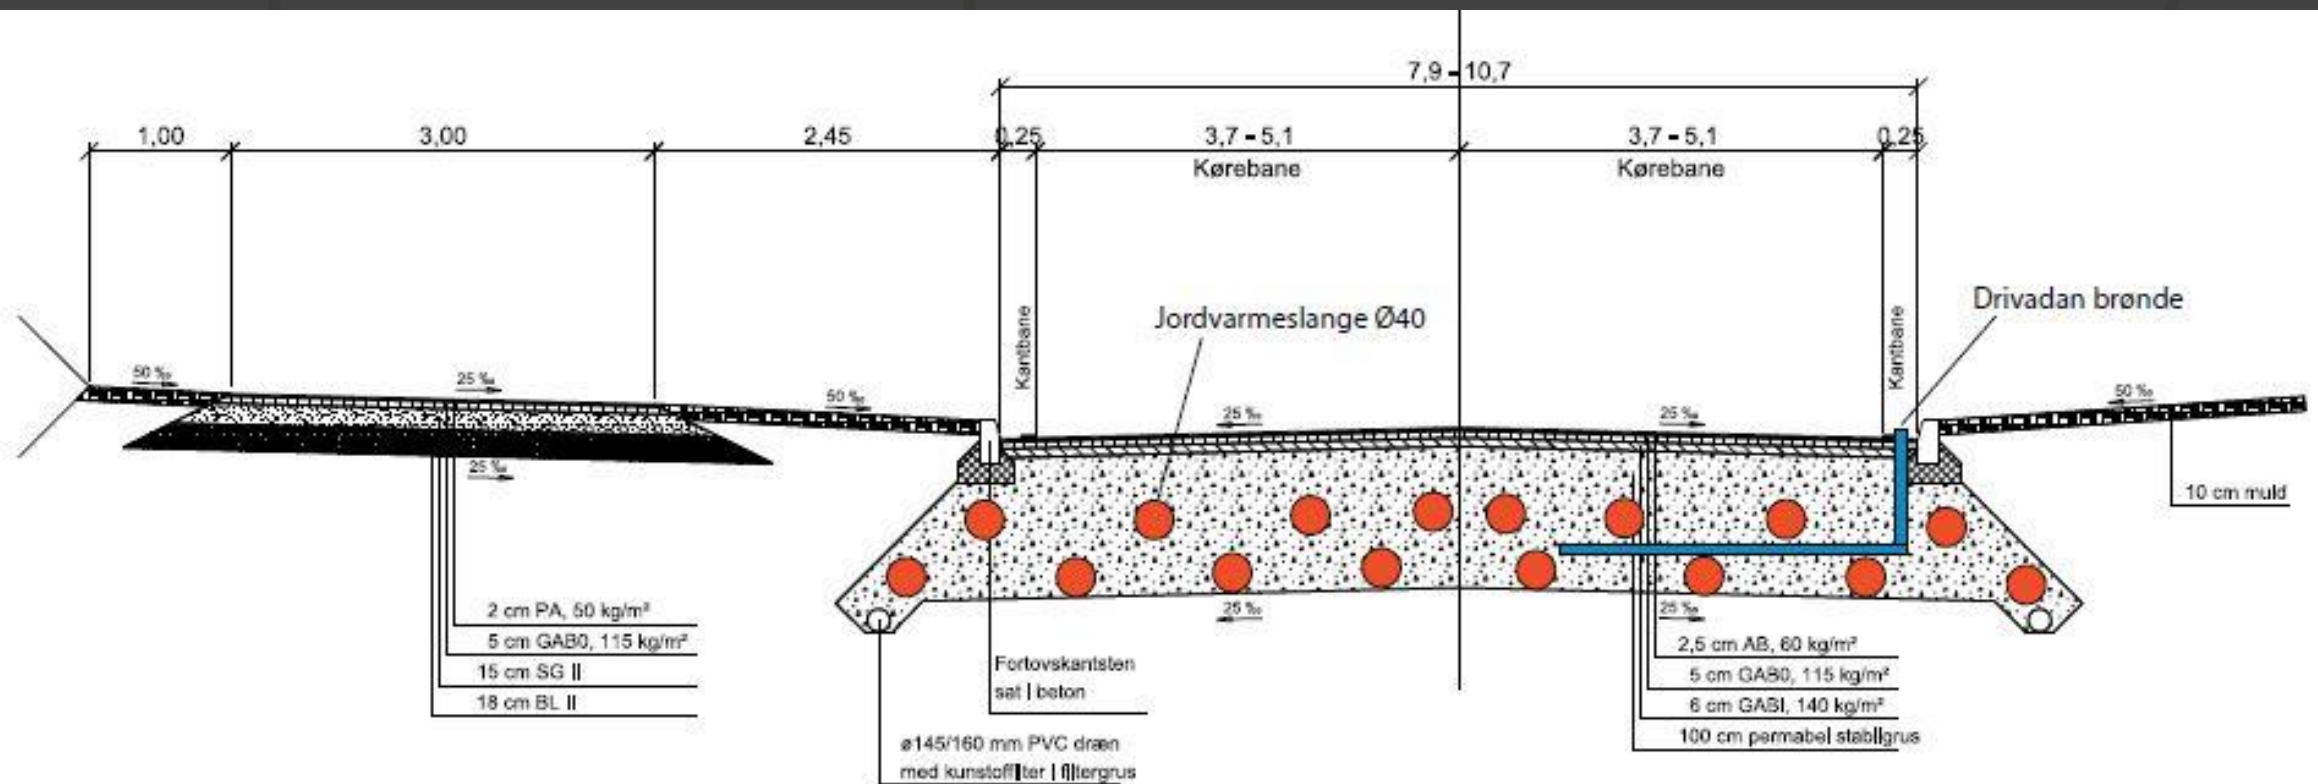 7,9 - 10,7
1,00
3,00
2,45
0,25
3,7 - 5,1
3,7 - 5,1
0,25
Kørebane
Kørebane
Drivadan brønde
Jordvarmeslange Ø40
Kantbane
Kantbane
50 ‰
25 ‰
50 ‰
25 ‰
25 ‰
50 ‰
25 ‰
10 cm muld
25 ‰
25 ‰
2 cm PA, 50 kg/m²
5 cm GAB0, 115 kg/m²
15 cm SG II
18 cm BL II
Fortovskantsten
sat i beton
2,5 cm AB, 60 kg/m²
5 cm GAB0, 115 kg/m²
6 cm GABI, 140 kg/m²
100 cm permabel stabilgrus
ø145/160 mm PVC dræn
med kunstoffilter i filtergrus